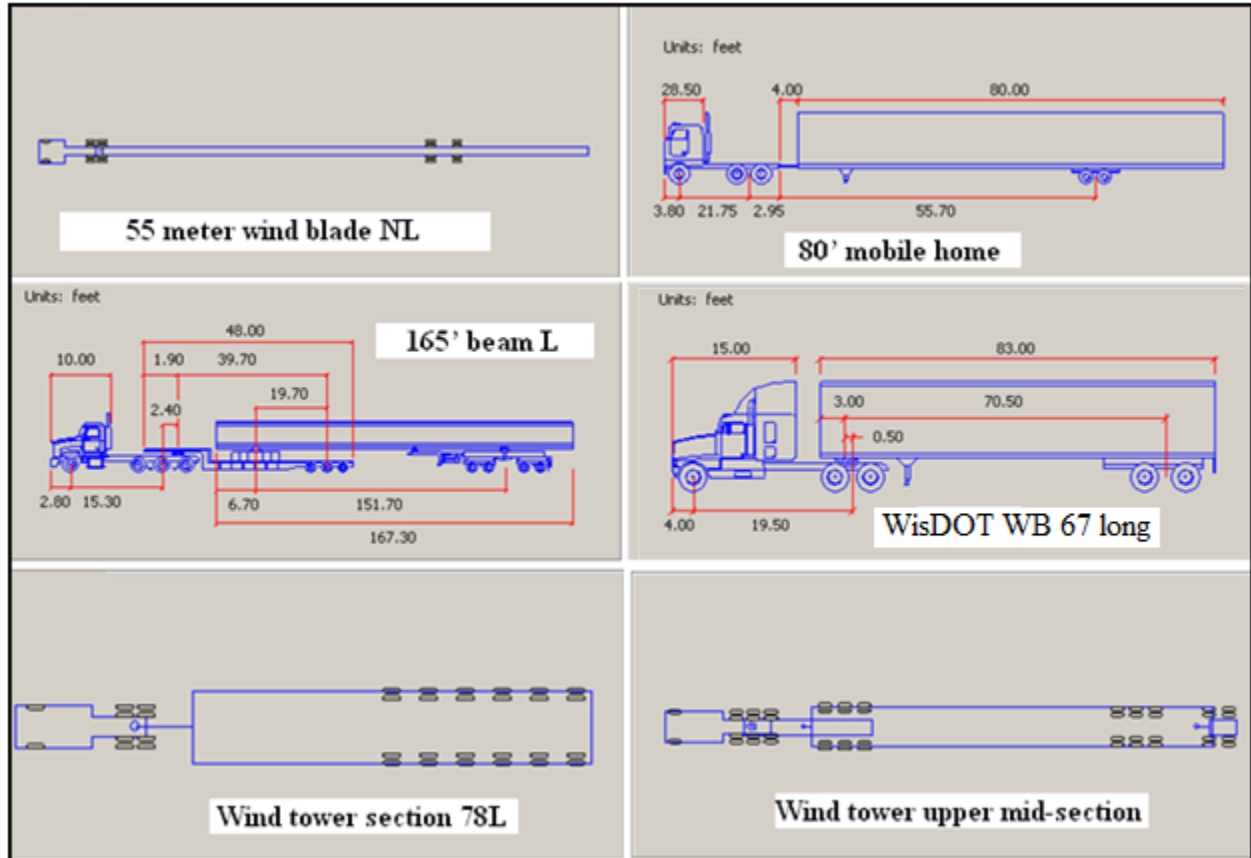 55 meter wind blade NL
Units: feet
28.50 4.00 80.00
3.80 21.75 2.95 55.70
80’ mobile home
Units: feet
165’ beam L
48.00
10.00 1.90 39.70
19.70
2.40
2.80 15.30 6.70 151.70
167.30
Units: feet
15.00 83.00
3.00 70.50
0.50
4.00 19.50
WisDOT WB 67 long
Wind tower section 78L
Wind tower upper mid-section